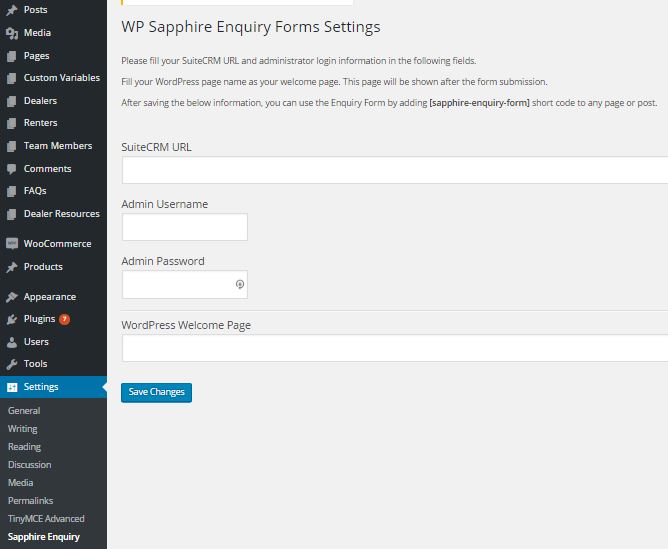 Posts
Media
Pages
Custom Variables
Dealers
Renters
Team Members
Comments
FAQs
Dealer Resources
WooCommerce
Products
Appearance
Plugins 7
Users
Tools
Settings
General
Writing
Reading
Discussion
Media
Permalinks
TinyMCE Advanced
Sapphire Enquiry
WP Sapphire Enquiry Forms Settings
Please fill your SuiteCRM URL and administrator login information in the following fields.
Fill your WordPress page name as your welcome page. This page will be shown after the form submission.
After saving the below information, you can use the Enquiry Form by adding [sapphire-enquiry-form] short code to any page or post.
SuiteCRM URL
Admin Username
Admin Password
WordPress Welcome Page
Save Changes